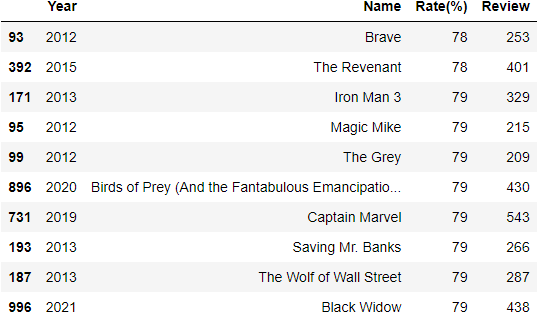 Year Name Rate(%) Review
93 2012 Brave 78 253
392 2015 The Revenant 78 401
171 2013 Iron Man 3 79 329
95 2012 Magic Mike 79 215
99 2012 The Grey 79 209
896 2020 Birds of Prey (And the Fantabulous Emancipatio... 79 430
731 2019 Captain Marvel 79 543
193 2013 Saving Mr. Banks 79 266
187 2013 The Wolf of Wall Street 79 287
996 2021 Black Widow 79 438